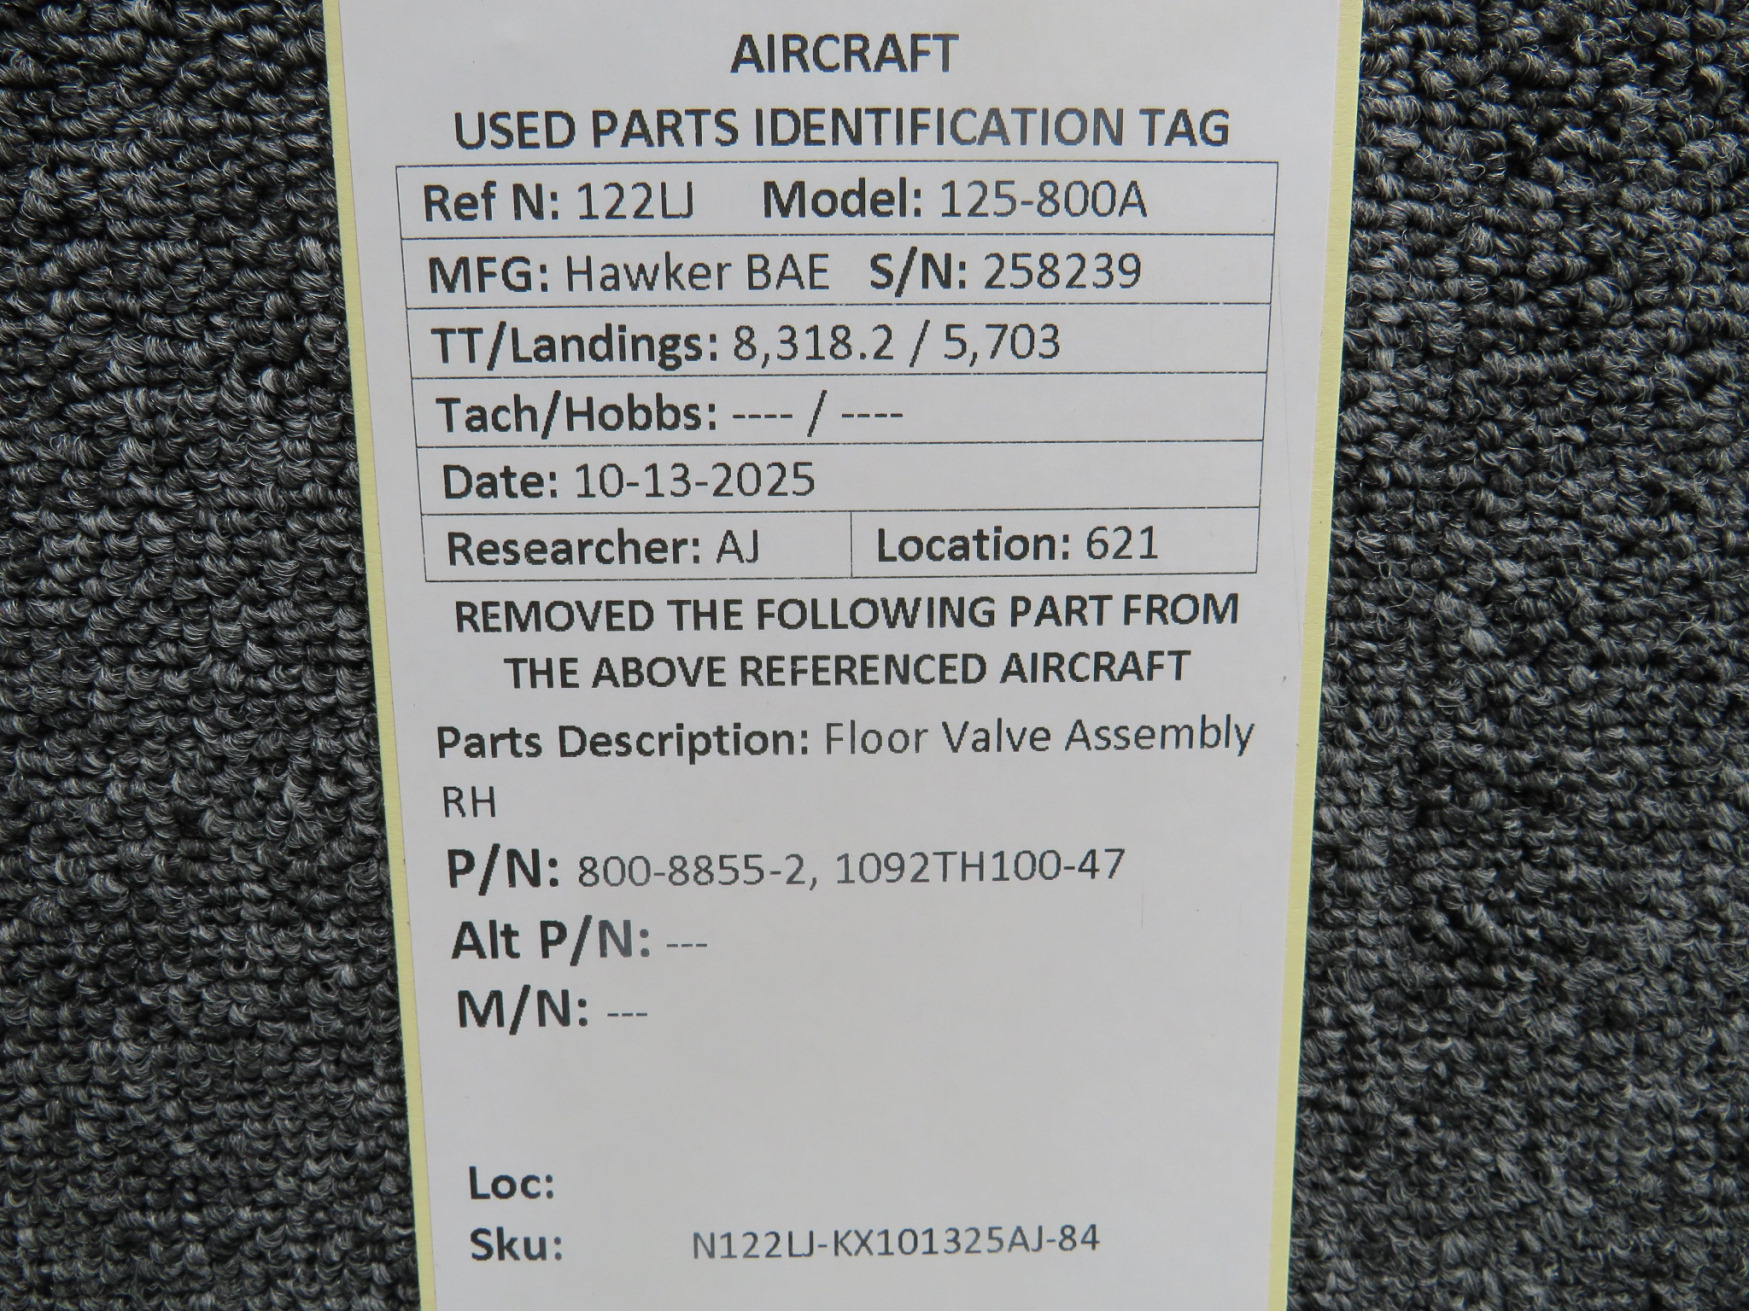 AIRCRAFT
USED PARTS IDENTIFICATION TAG
Ref N: 122LJ Model: 125-800A
MFG: Hawker BAE S/N: 258239
TT/Landings: 8,318.2 / 5,703
Tach/Hobbs: ---- / ----
Date: 10-13-2025
Researcher: AJ Location: 621
REMOVED THE FOLLOWING PART FROM
THE ABOVE REFERENCED AIRCRAFT
Parts Description: Floor Valve Assembly
RH
P/N: 800-8855-2, 1092TH100-47
Alt P/N: ---
M/N: ---
Loc:
Sku: N122LJ-KX101325AJ-84